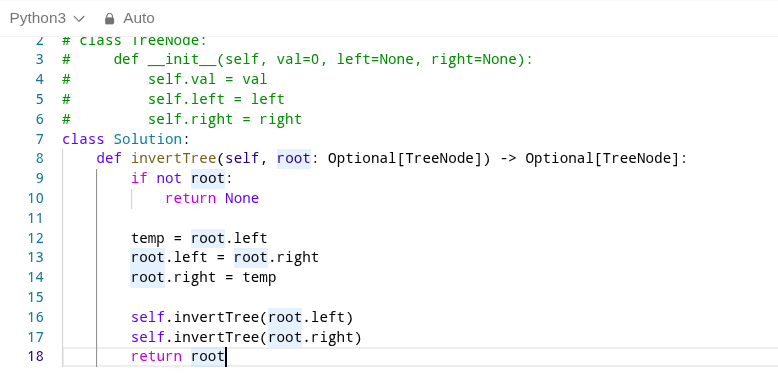 Python3 Auto
2 # class TreeNode:
3 #     def __init__(self, val=0, left=None, right=None):
4 #         self.val = val
5 #         self.left = left
6 #         self.right = right
7 class Solution:
8     def invertTree(self, root: Optional[TreeNode]) -> Optional[TreeNode]:
9         if not root:
10             return None
11
12         temp = root.left
13         root.left = root.right
14         root.right = temp
15
16         self.invertTree(root.left)
17         self.invertTree(root.right)
18         return root